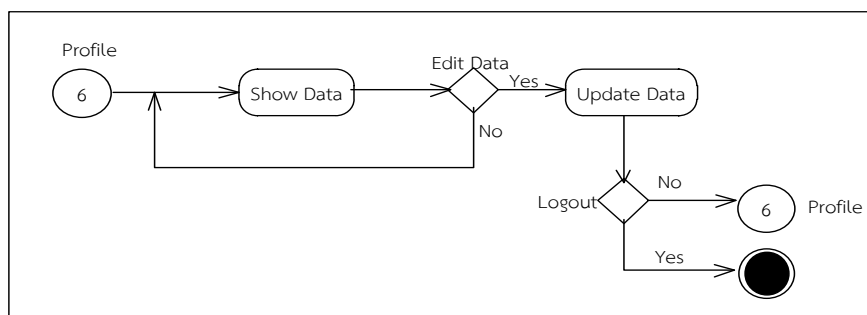 Profile
6
Show Data
Edit Data
Yes
No
Update Data
Logout
No
6
Profile
Yes